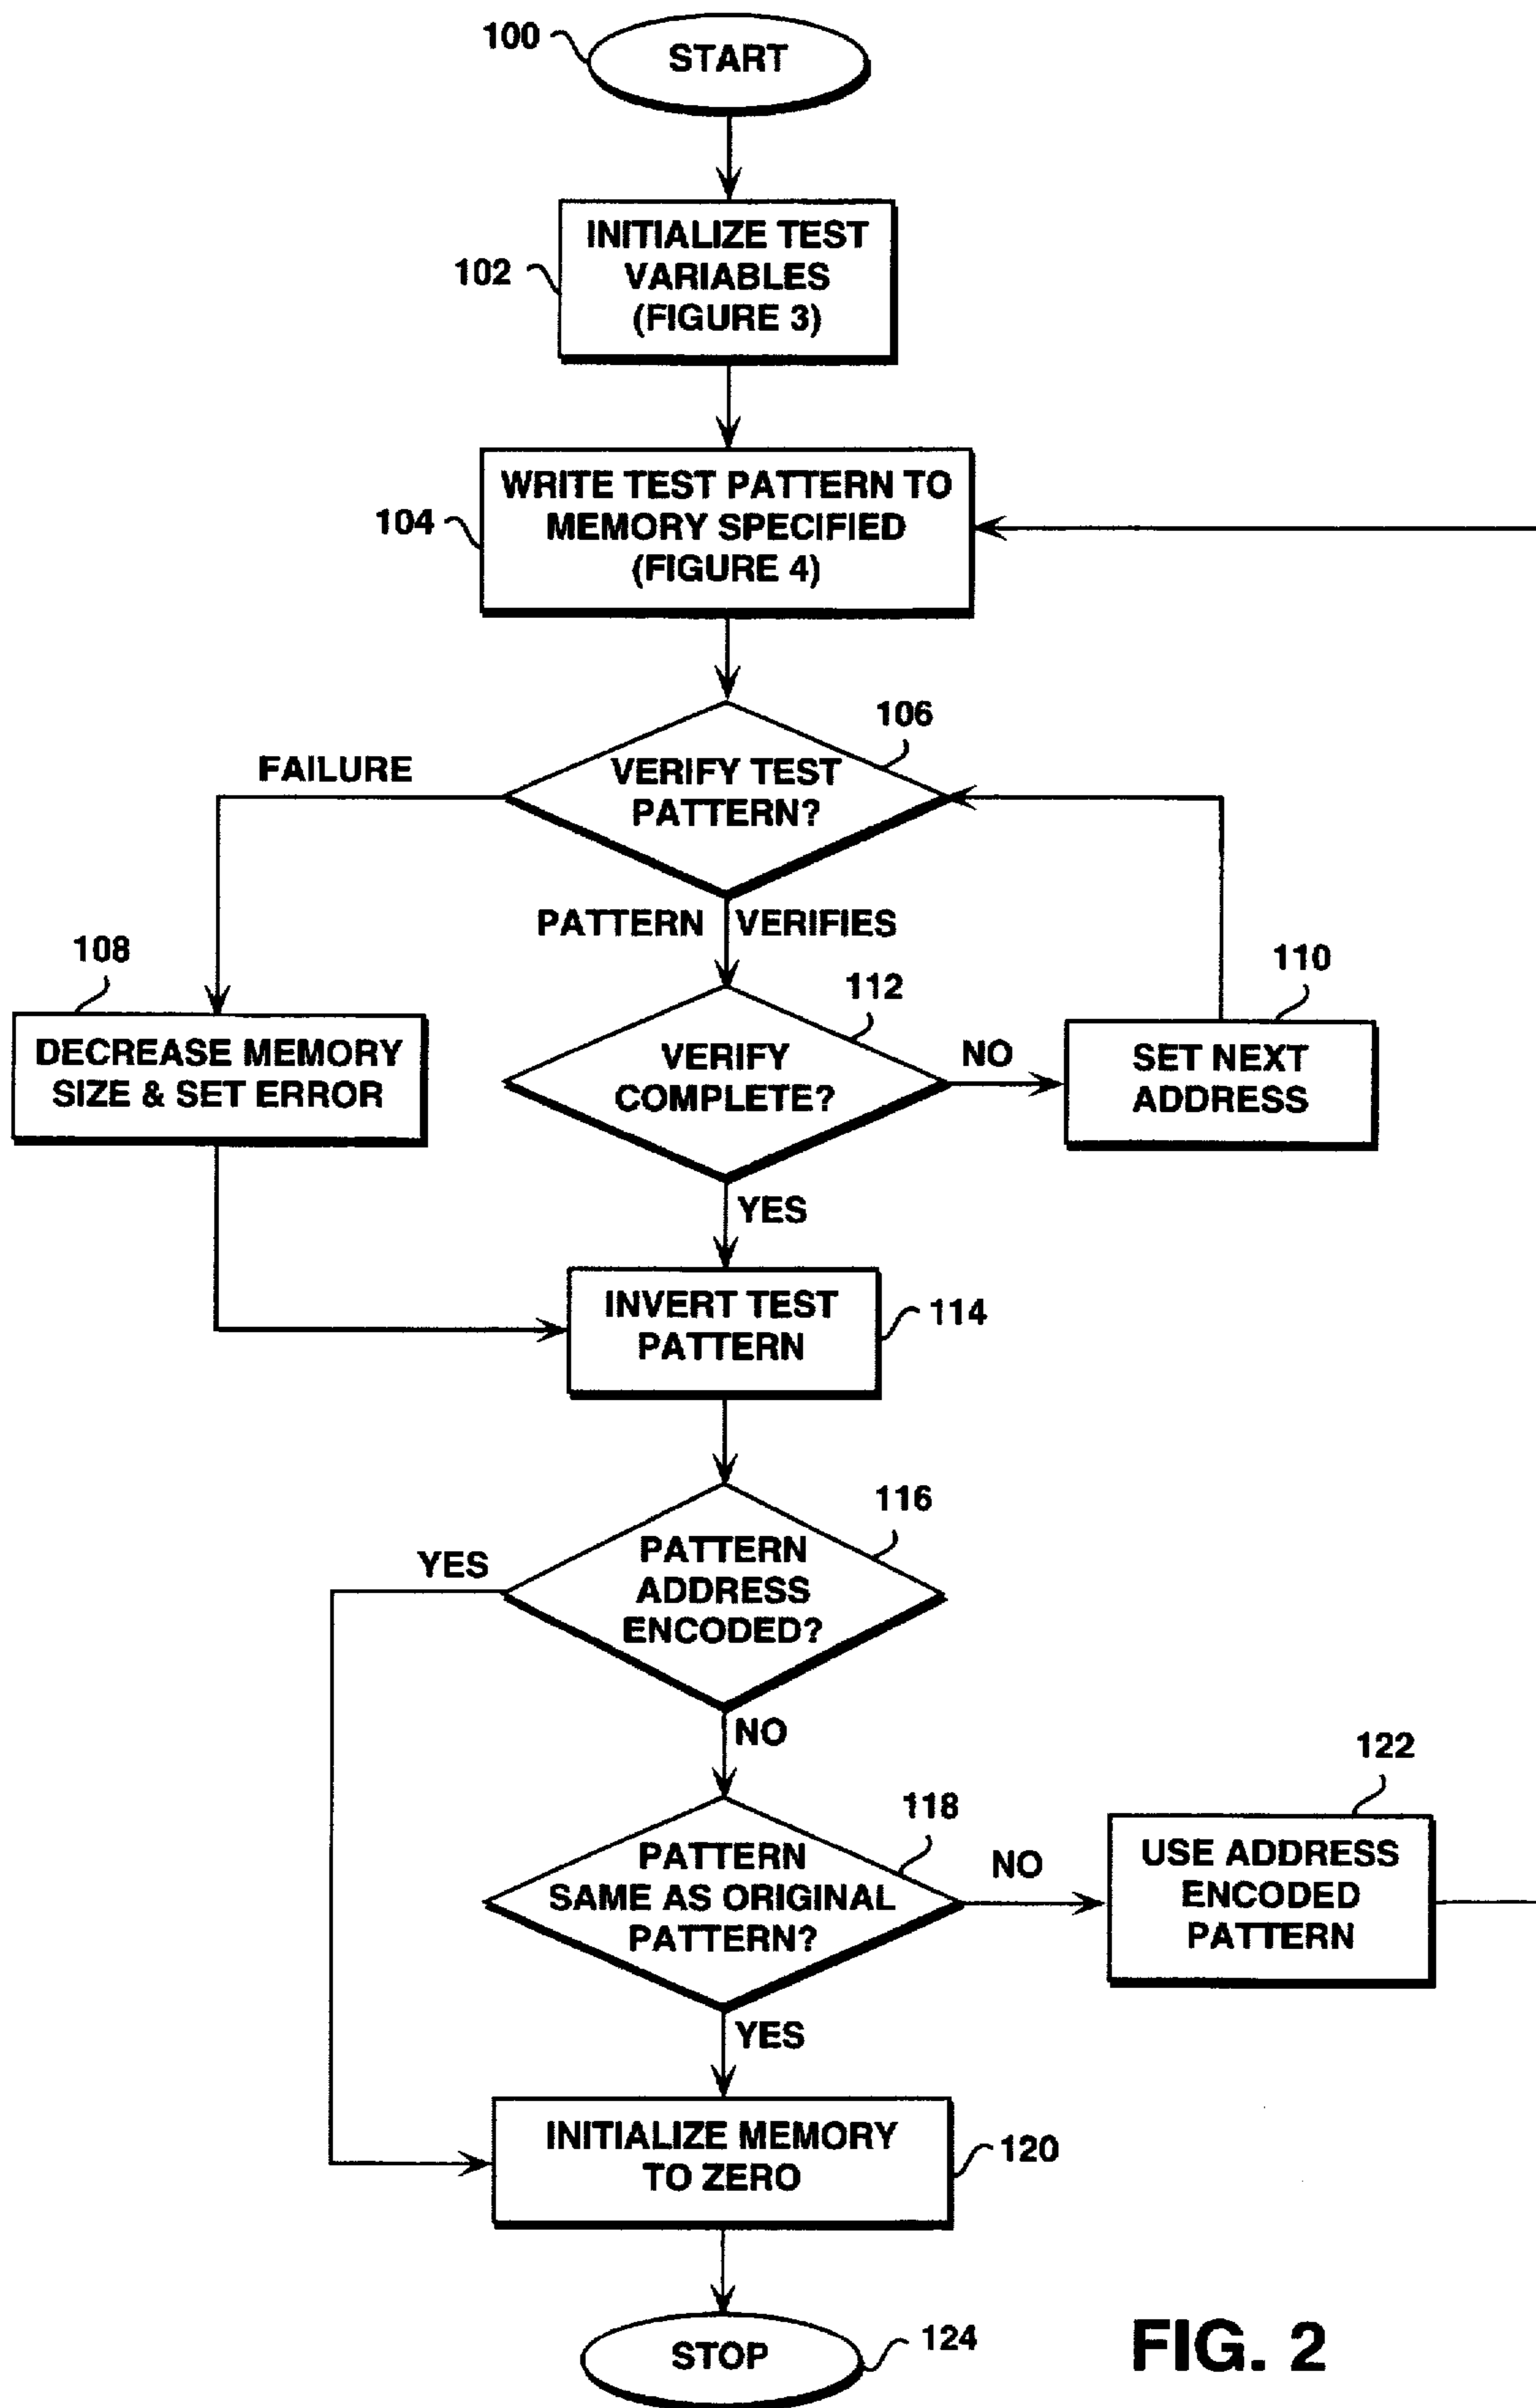 100
START
102
INITIALIZE TEST
VARIABLES
(FIGURE 3)
104
WRITE TEST PATTERN TO
MEMORY SPECIFIED
(FIGURE 4)
106
FAILURE
VERIFY TEST
PATTERN?
PATTERN VERIFIES
108
112
110
DECREASE MEMORY
SIZE & SET ERROR
VERIFY
COMPLETE?
NO
SET NEXT
ADDRESS
YES
INVERT TEST
PATTERN
114
116
YES
PATTERN
ADDRESS
ENCODED?
NO
122
118
PATTERN
SAME AS ORIGINAL
PATTERN?
NO
USE ADDRESS
ENCODED
PATTERN
YES
INITIALIZE MEMORY
TO ZERO
120
STOP
124
FIG. 2